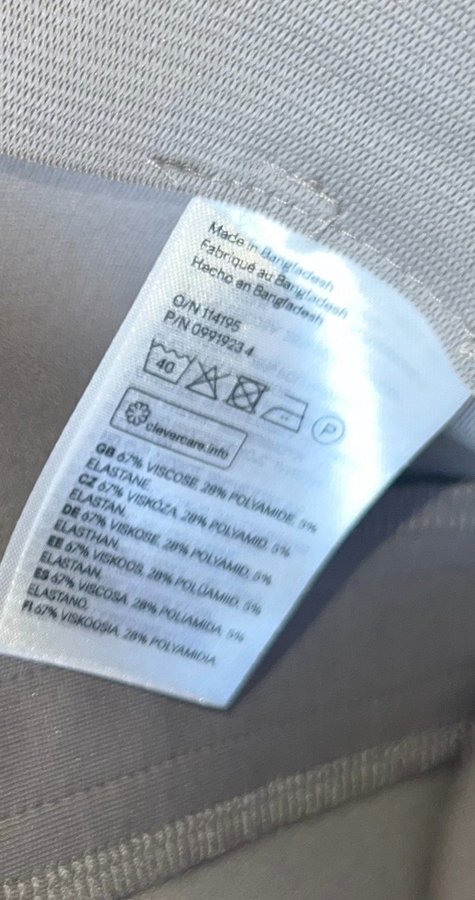 Made in Bangladesh
Fabriqué au Bangladesh
Hecho en Bangladesh
O/N 114195
P/N 0991923 4
40
P
clevercare.info
GB 67% VISCOSE, 28% POLYAMIDE, 5%
ELASTANE.
CZ 67% VISKÓZA, 28% POLYAMID, 5%
ELASTAN.
DE 67% VISKOSE, 28% POLYAMID, 5%
ELASTHAN.
EE 67% VISKOOS, 28% POLÜAMIID, 5%
ELASTAAN.
ES 67% VISCOSA, 28% POLIAMIDA, 5%
ELASTANO.
FI 67% VISKOOSIA, 28% POLYAMIDIA